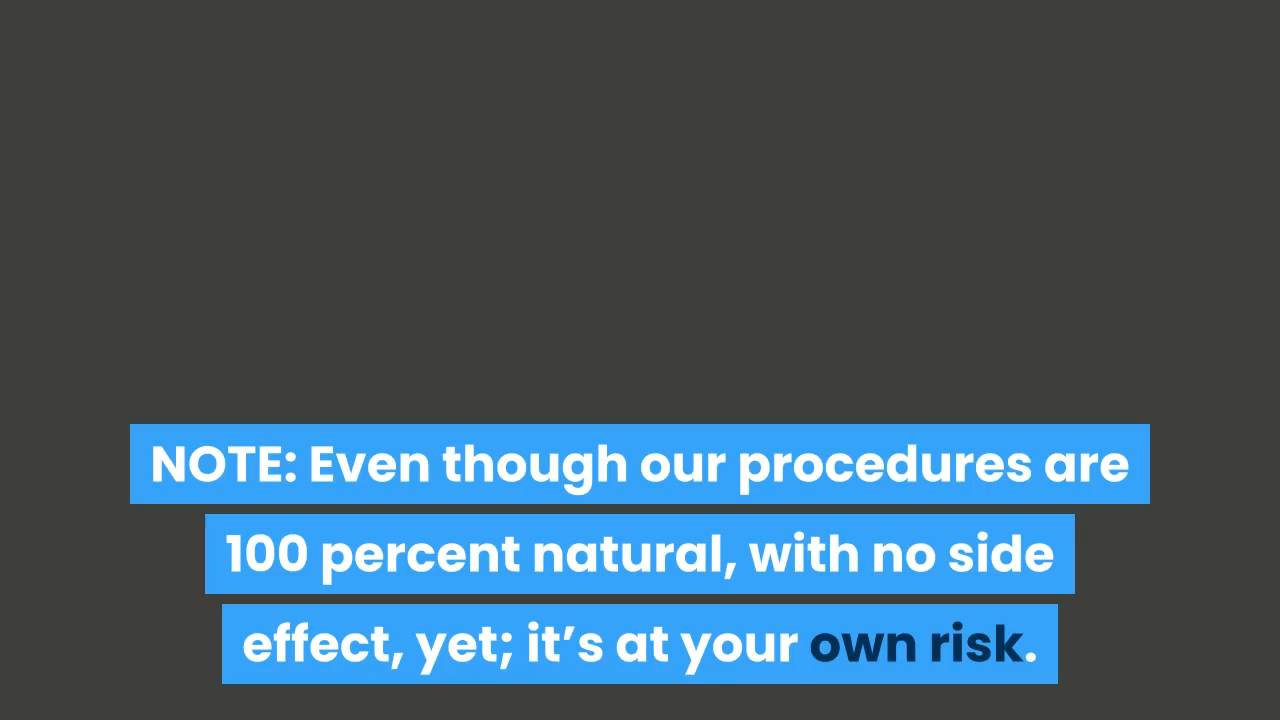 NOTE: Even though our procedures are
100 percent natural, with no side
effect, yet; it’s at your own risk.